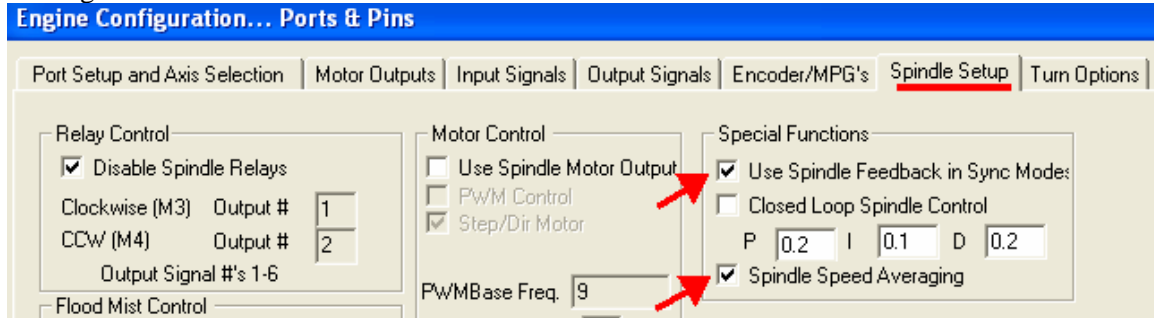 Engine Configuration... Ports & Pins
Port Setup and Axis Selection Motor Outputs Input Signals Output Signals Encoder/MPG's Spindle Setup Turn Options
Relay Control
Disable Spindle Relays
Clockwise (M3) Output # 1
CCW (M4) Output # 2
Output Signal #'s 1-6
Flood Mist Control
Motor Control
Use Spindle Motor Output
PWM Control
Step/Dir Motor
PWMBase Freq. 9
Special Functions
Use Spindle Feedback in Sync Modes
Closed Loop Spindle Control
P 0.2 I 0.1 D 0.2
Spindle Speed Averaging